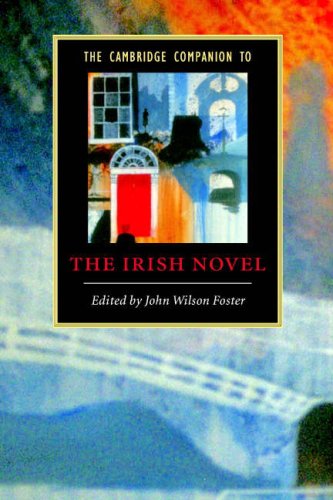 THE CAMBRIDGE COMPANION TO
THE IRISH NOVEL
Edited by John Wilson Foster